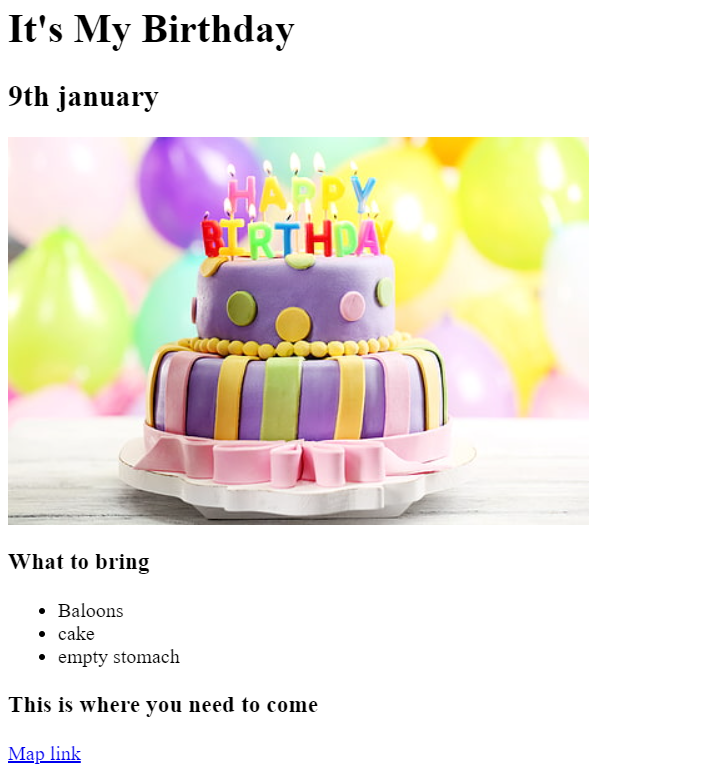 It's My Birthday
9th january
HAPPY
BIRTHDAY
What to bring
Baloons
cake
empty stomach
This is where you need to come
Map link